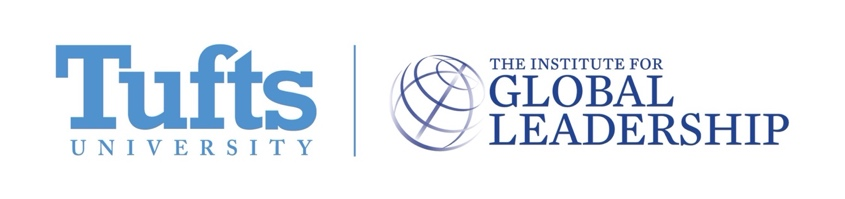 Tufts
UNIVERSITY
THE INSTITUTE FOR
GLOBAL
LEADERSHIP